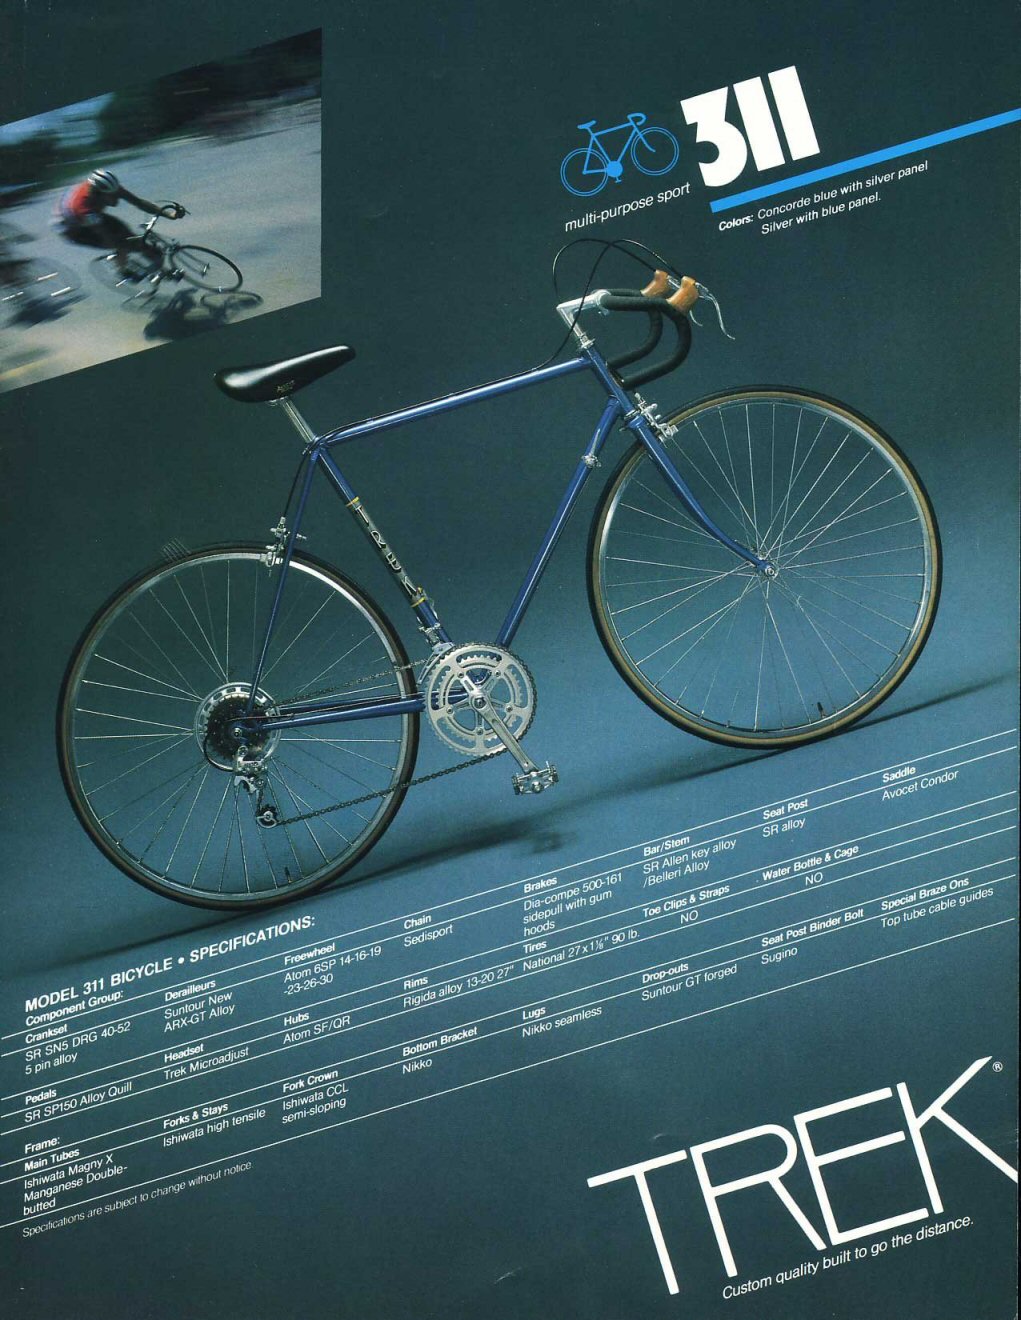 311
multi-purpose sport
Colors: Concorde blue with silver panel
Silver with blue panel.
TREK
MODEL 311 BICYCLE • SPECIFICATIONS:
Component Group:
Crankset
SR SN5 DRG 40-52
5 pin alloy
Derailleurs
Suntour New
ARX-GT Alloy
Freewheel
Atom 6SP 14-16-19
-23-26-30
Chain
Sedisport
Brakes
Dia-compe 500-161
sidepull with gum
hoods
Bar/Stem
SR Allen key alloy
/Belleri Alloy
Seat Post
SR alloy
Saddle
Avocet Condor
Pedals
SR SP150 Alloy Quill
Headset
Trek Microadjust
Hubs
Atom SF/QR
Rims
Rigida alloy 13-20 27"
Tires
National 27x1⅛" 90 lb.
Toe Clips & Straps
NO
Water Bottle & Cage
NO
Frame:
Main Tubes
Ishiwata Magny X
Manganese Double-
butted
Forks & Stays
Ishiwata high tensile
Fork Crown
Ishiwata CCL
semi-sloping
Bottom Bracket
Nikko
Lugs
Nikko seamless
Drop-outs
Suntour GT forged
Seat Post Binder Bolt
Sugino
Special Braze Ons
Top tube cable guides
Specifications are subject to change without notice
TREK®
Custom quality built to go the distance.